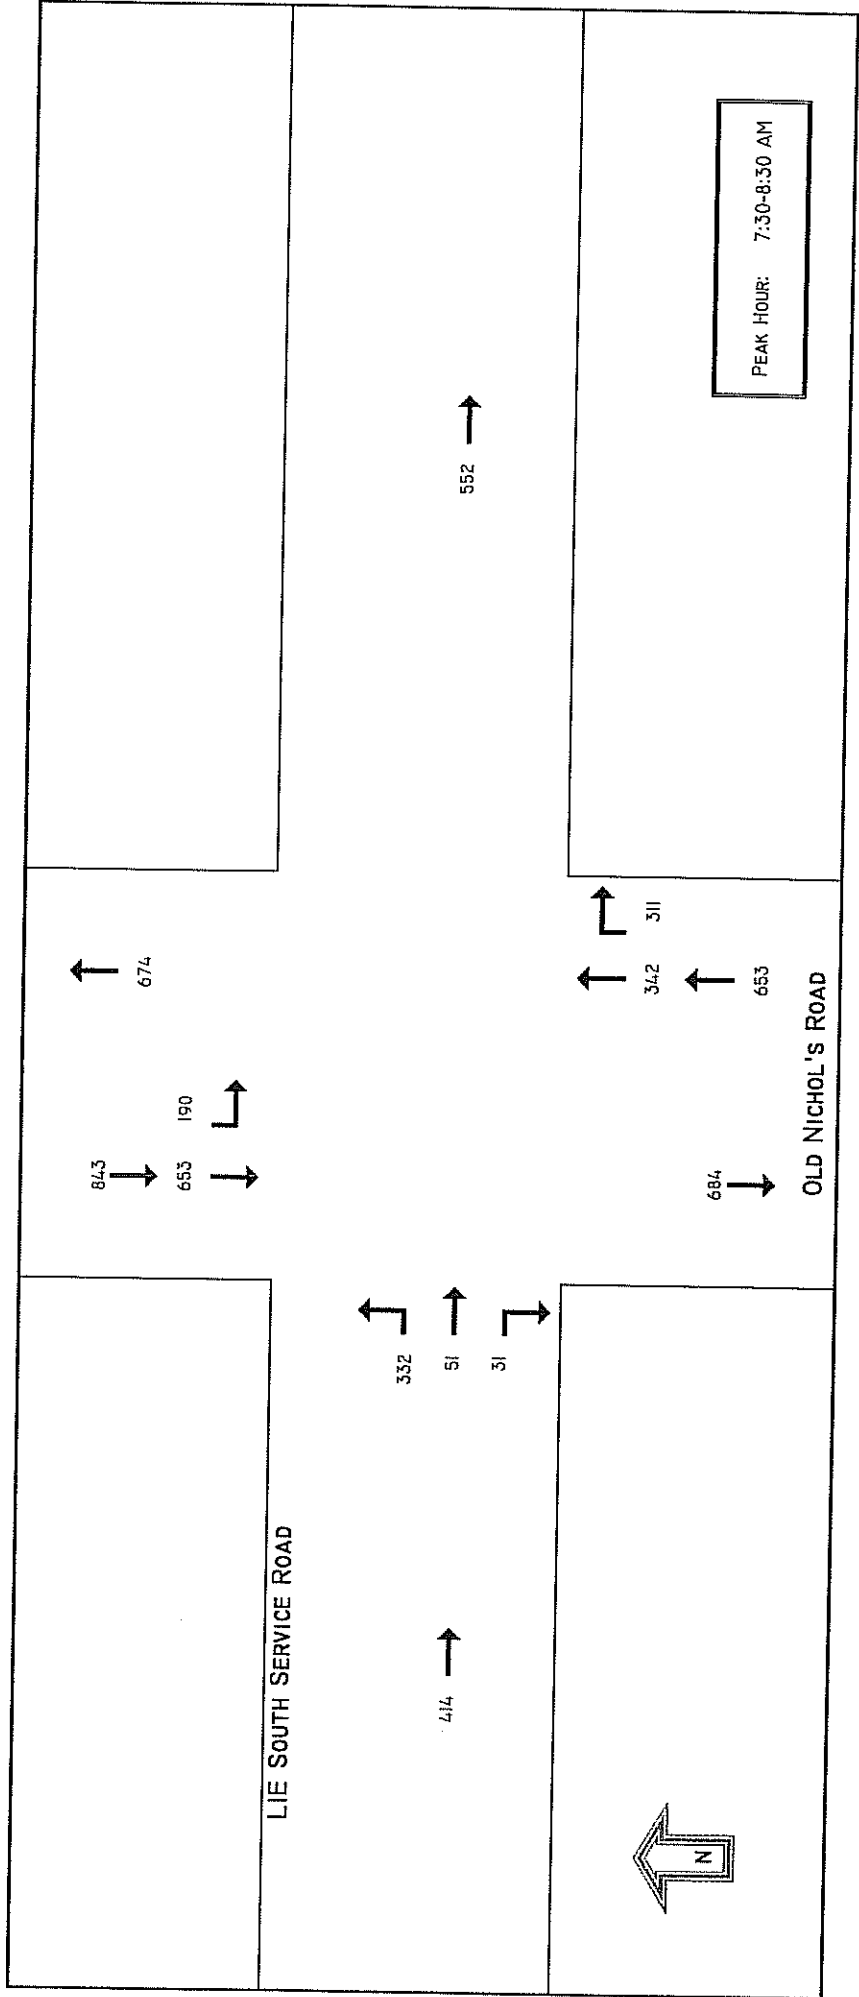 843
674
653 190
LIE SOUTH SERVICE ROAD
332
414
51
552
31
342 311
N
684
653
PEAK HOUR: 7:30-8:30 AM
OLD NICHOL'S ROAD